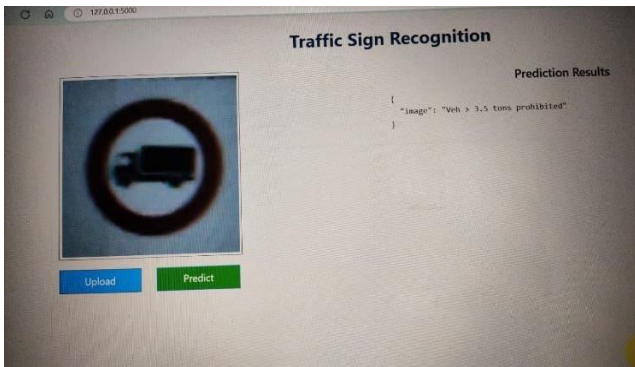 127.0.0.1:5000
Traffic Sign Recognition
Prediction Results
{
"image": "Veh > 3.5 tons prohibited"
}
Upload
Predict